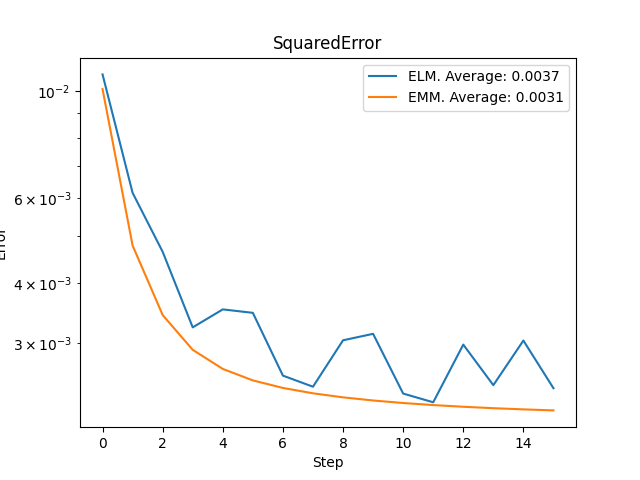 SquaredError
ELM. Average: 0.0037
EMM. Average: 0.0031
10⁻²
6 × 10⁻³
4 × 10⁻³
3 × 10⁻³
Error
0 2 4 6 8 10 12 14
Step